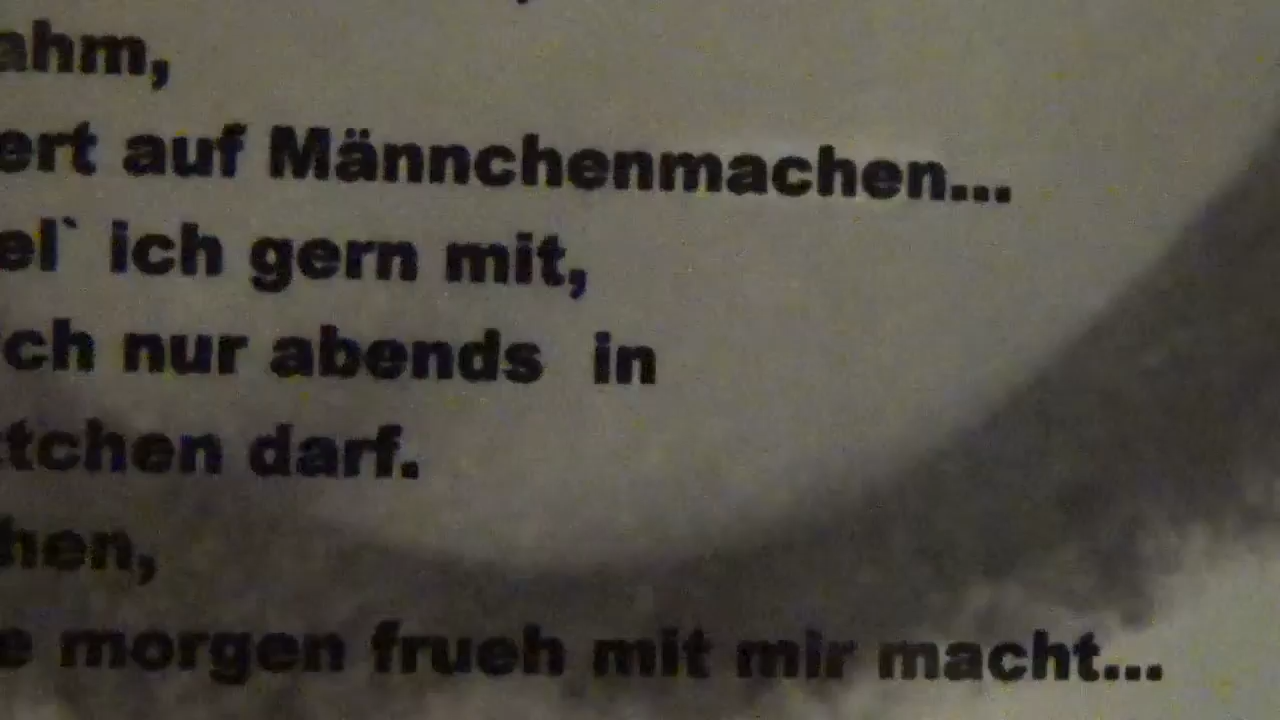 ahm,
ert auf Männchenmachen...
el` ich gern mit,
ch nur abends in
tchen darf.
hen,
e morgen frueh mit mir macht...